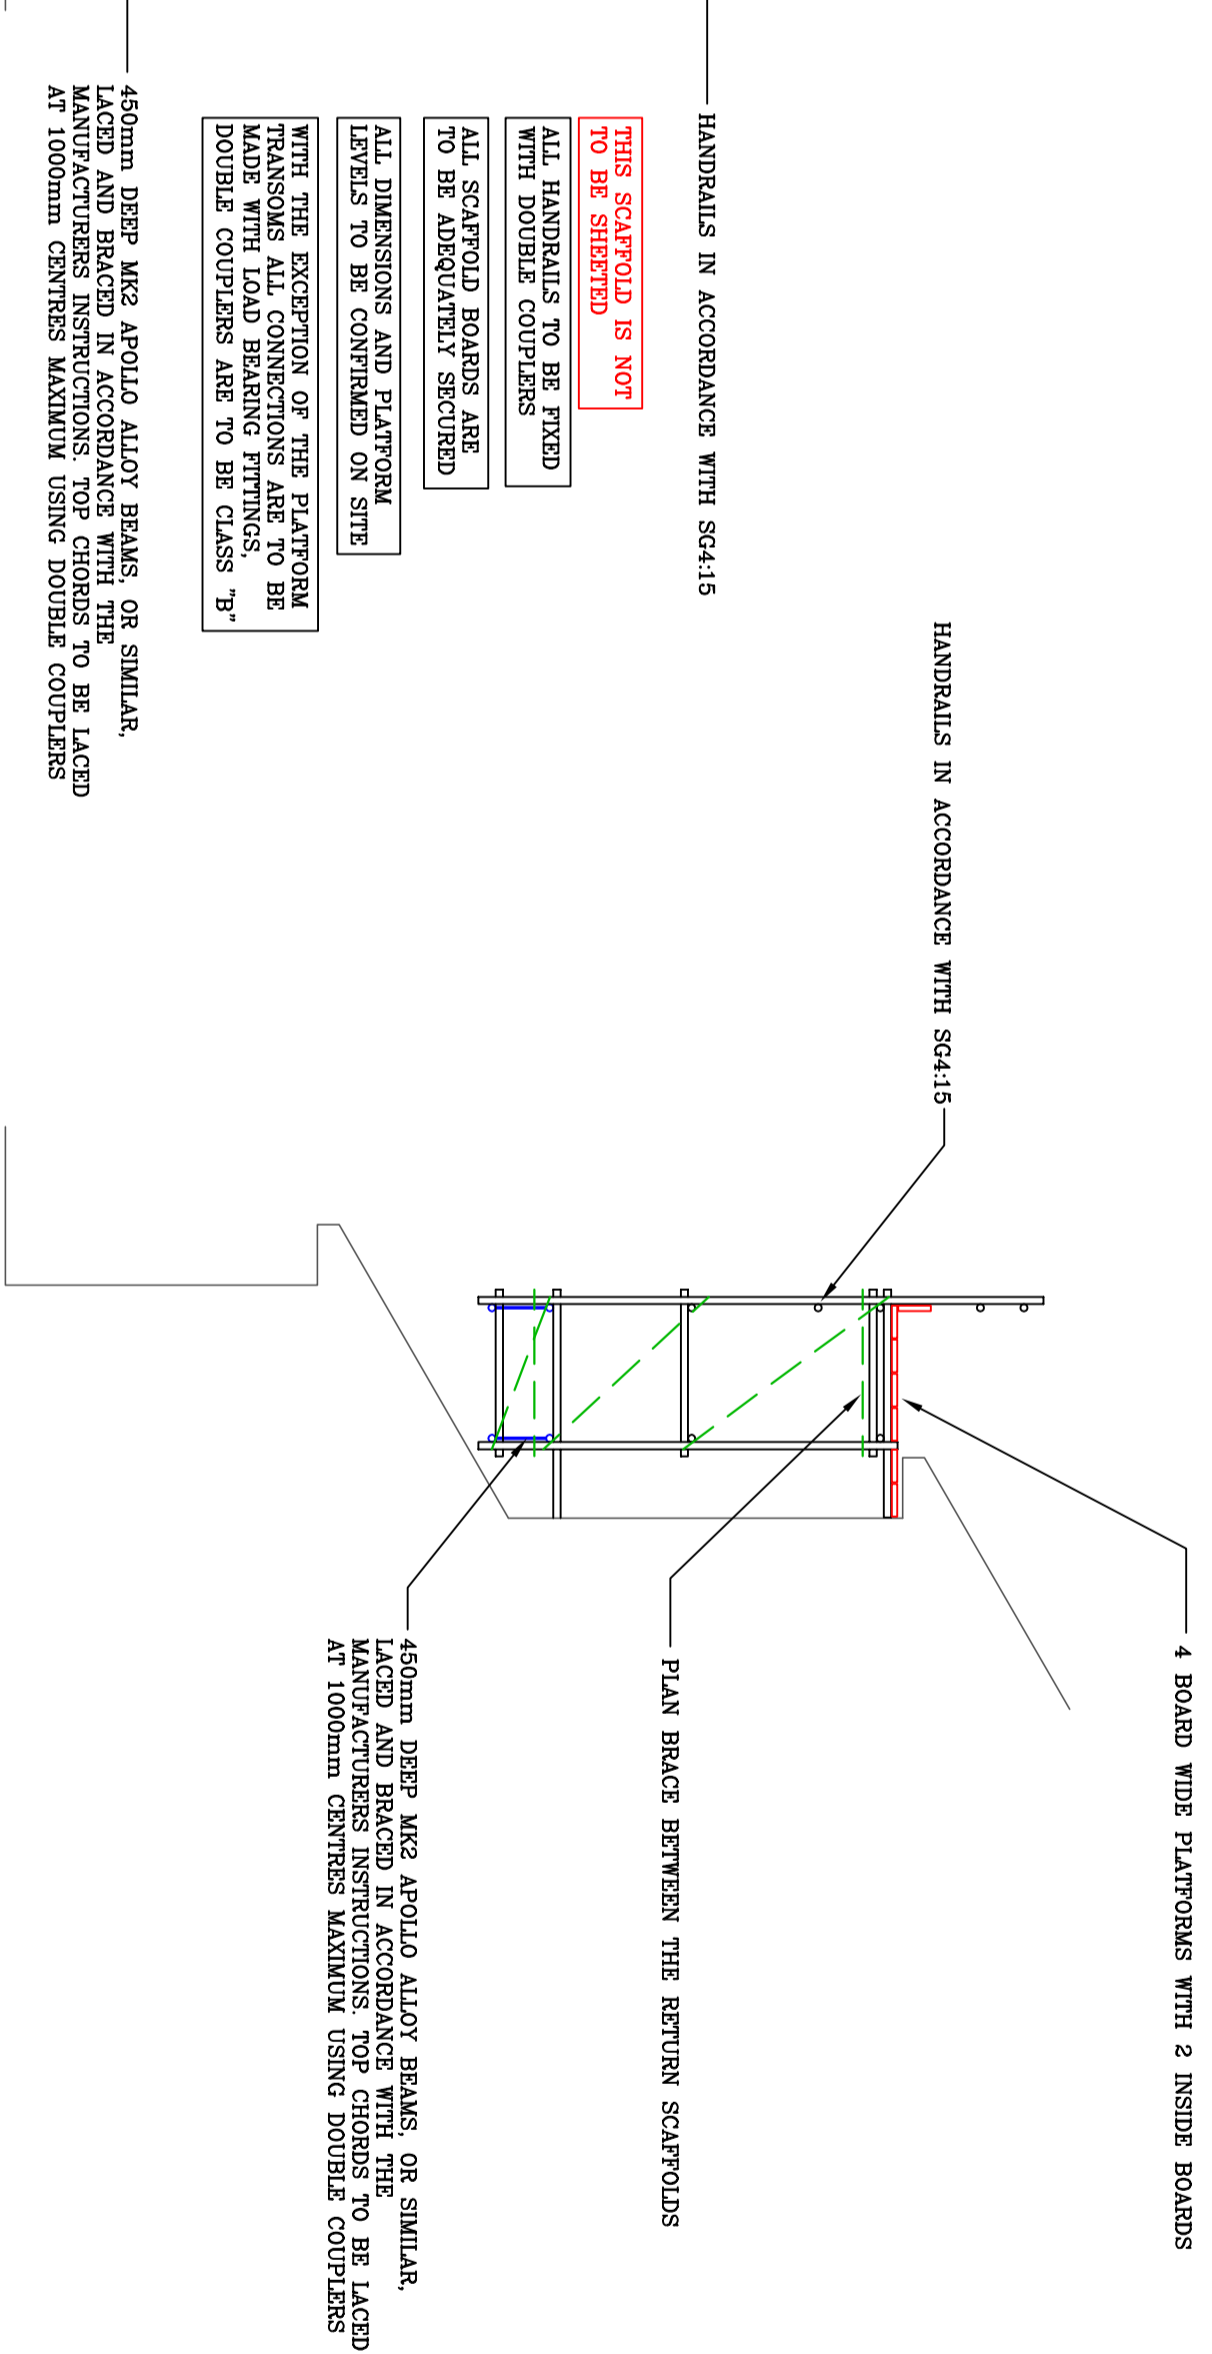 4 BOARD WIDE PLATFORMS WITH 2 INSIDE BOARDS
HANDRAILS IN ACCORDANCE WITH SG4:15
HANDRAILS IN ACCORDANCE WITH SG4:15
PLAN BRACE BETWEEN THE RETURN SCAFFOLDS
THIS SCAFFOLD IS NOT
TO BE SHEETED
ALL HANDRAILS TO BE FIXED
WITH DOUBLE COUPLERS
ALL SCAFFOLD BOARDS ARE
TO BE ADEQUATELY SECURED
ALL DIMENSIONS AND PLATFORM
LEVELS TO BE CONFIRMED ON SITE
WITH THE EXCEPTION OF THE PLATFORM
TRANSOMS ALL CONNECTIONS ARE TO BE
MADE WITH LOAD BEARING FITTINGS,
DOUBLE COUPLERS ARE TO BE CLASS "B"
450mm DEEP MK2 APOLLO ALLOY BEAMS, OR SIMILAR,
LACED AND BRACED IN ACCORDANCE WITH THE
MANUFACTURERS INSTRUCTIONS. TOP CHORDS TO BE LACED
AT 1000mm CENTRES MAXIMUM USING DOUBLE COUPLERS
450mm DEEP MK2 APOLLO ALLOY BEAMS, OR SIMILAR,
LACED AND BRACED IN ACCORDANCE WITH THE
MANUFACTURERS INSTRUCTIONS. TOP CHORDS TO BE LACED
AT 1000mm CENTRES MAXIMUM USING DOUBLE COUPLERS